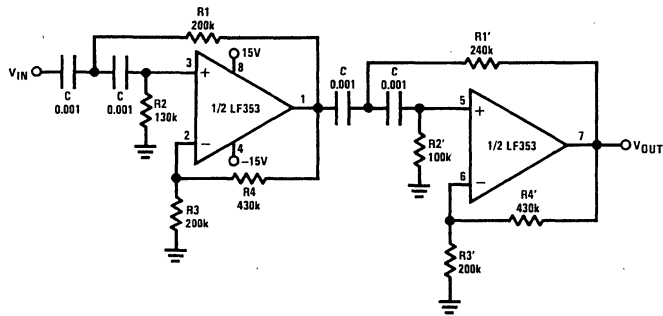 R1
200k
VIN
C
0.001
C
0.001
R2
130k
3
+
15V
8
1/2 LF353
1
2
−
4
−15V
R4
430k
R3
200k
C
0.001
C
0.001
R1'
240k
R2'
100k
5
+
1/2 LF353
7
VOUT
6
−
R4'
430k
R3'
200k